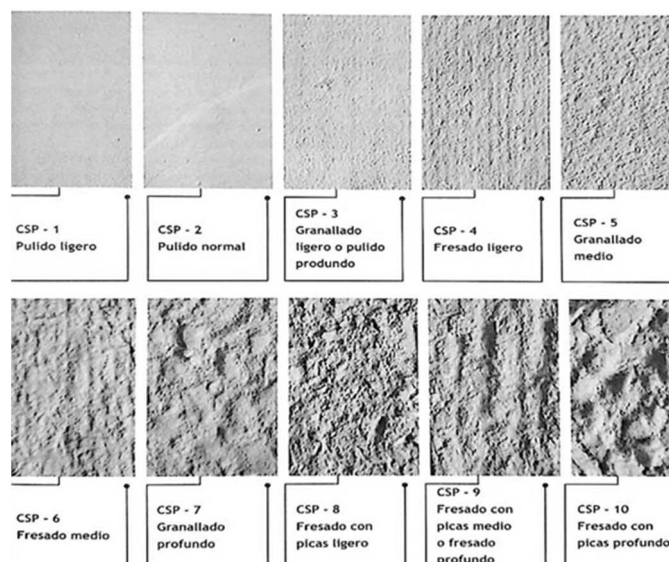 CSP - 1
Pulido ligero
CSP - 2
Pulido normal
CSP - 3
Granallado
ligero o pulido
produndo
CSP - 4
Fresado ligero
CSP - 5
Granallado
medio
CSP - 6
Fresado medio
CSP - 7
Granallado
profundo
CSP - 8
Fresado con
picas ligero
CSP - 9
Fresado con
picas medio
o fresado
profundo
CSP - 10
Fresado con
picas profundo